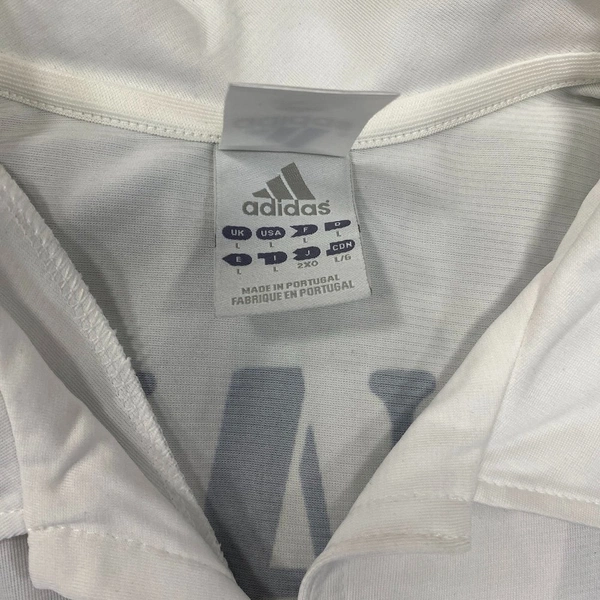 adidas
UK USA F D
L L L L
E I J CDN
L L 2XO L/G
MADE IN PORTUGAL
FABRIQUE EN PORTUGAL